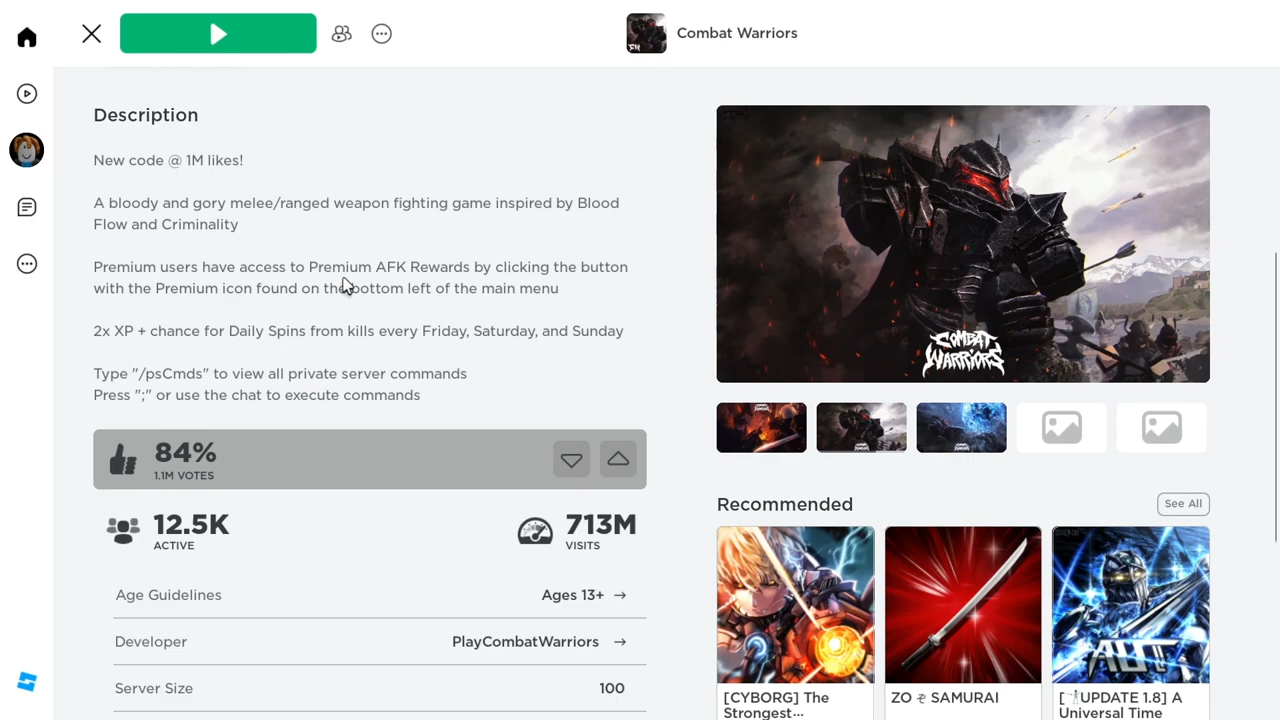 Combat Warriors
Description
New code @ 1M likes!
A bloody and gory melee/ranged weapon fighting game inspired by Blood
Flow and Criminality
Premium users have access to Premium AFK Rewards by clicking the button
with the Premium icon found on the bottom left of the main menu
2x XP + chance for Daily Spins from kills every Friday, Saturday, and Sunday
Type "/psCmds" to view all private server commands
Press ";" or use the chat to execute commands
84%
1.1M VOTES
12.5K
ACTIVE
713M
VISITS
Age Guidelines
Ages 13+ →
Developer
PlayCombatWarriors →
Server Size
100
COMBAT
WARRIORS
Recommended
See All
AUT
[CYBORG] The
Strongest...
ZO ぞ SAMURAI
[🕴UPDATE 1.8] A
Universal Time